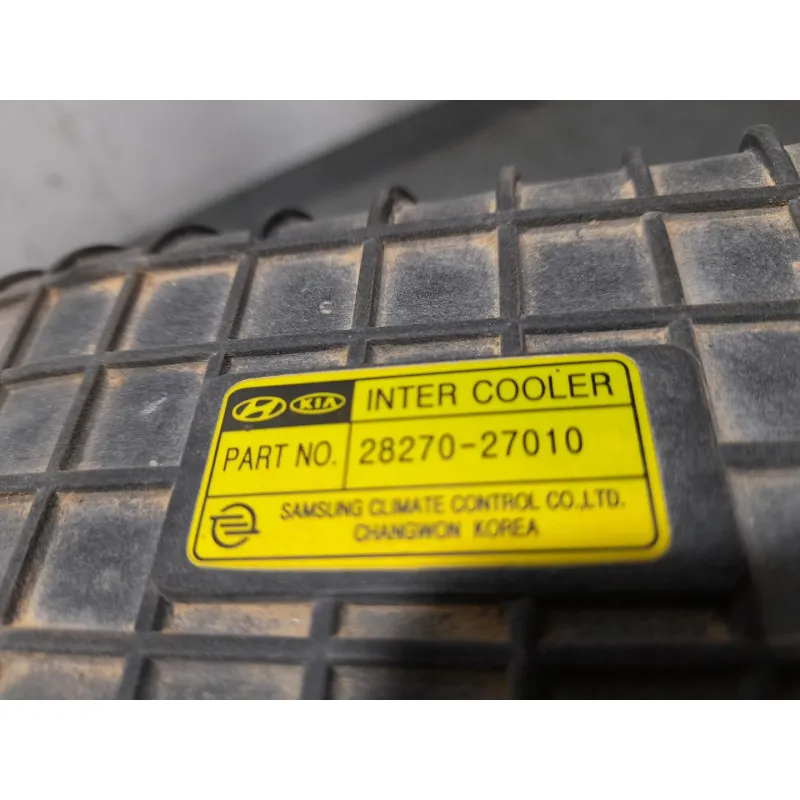 KIA INTER COOLER
PART NO. 28270-27010
SAMSUNG CLIMATE CONTROL CO.,LTD.
CHANGWON KOREA